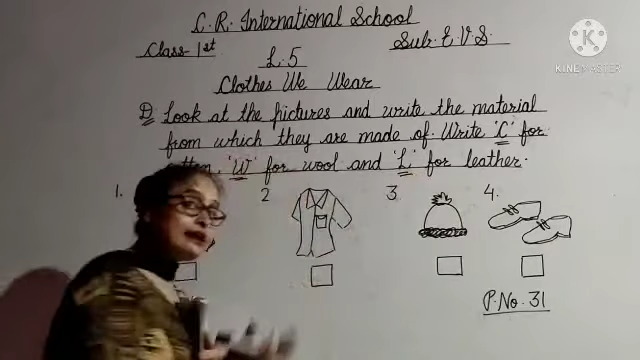 C. R. International School
Class 1st
Sub: E.V.S.
L.5
Clothes We Wear
D. Look at the pictures and write the material
from which they are made of. Write 'C' for
'W' for wool and 'L' for leather.
1. 2 3. 4.
P.No. 31
K
KINEMASTER